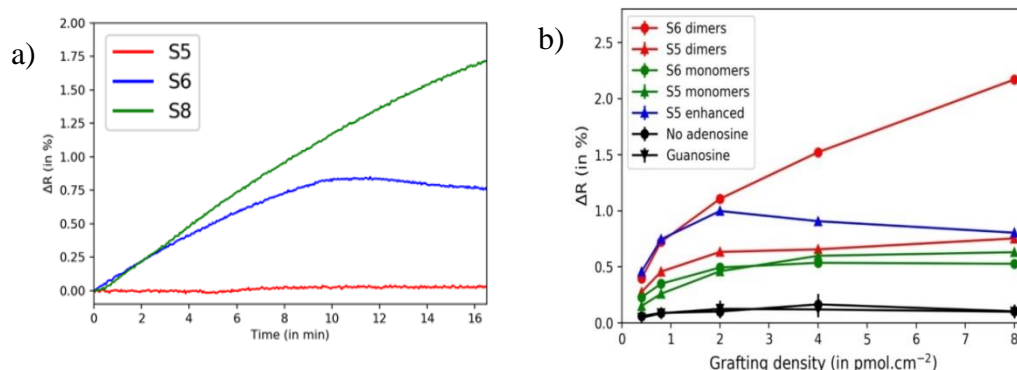 a)
2.00
1.75
1.50
1.25
1.00
0.75
0.50
0.25
0.00
ΔR (in %)
S5
S6
S8
0 2 4 6 8 10 12 14 16
Time (in min)
b)
2.5
2.0
1.5
1.0
0.5
0.0
ΔR (in %)
S6 dimers
S5 dimers
S6 monomers
S5 monomers
S5 enhanced
No adenosine
Guanosine
0 1 2 3 4 5 6 7 8
Grafting density (in pmol.cm⁻²)